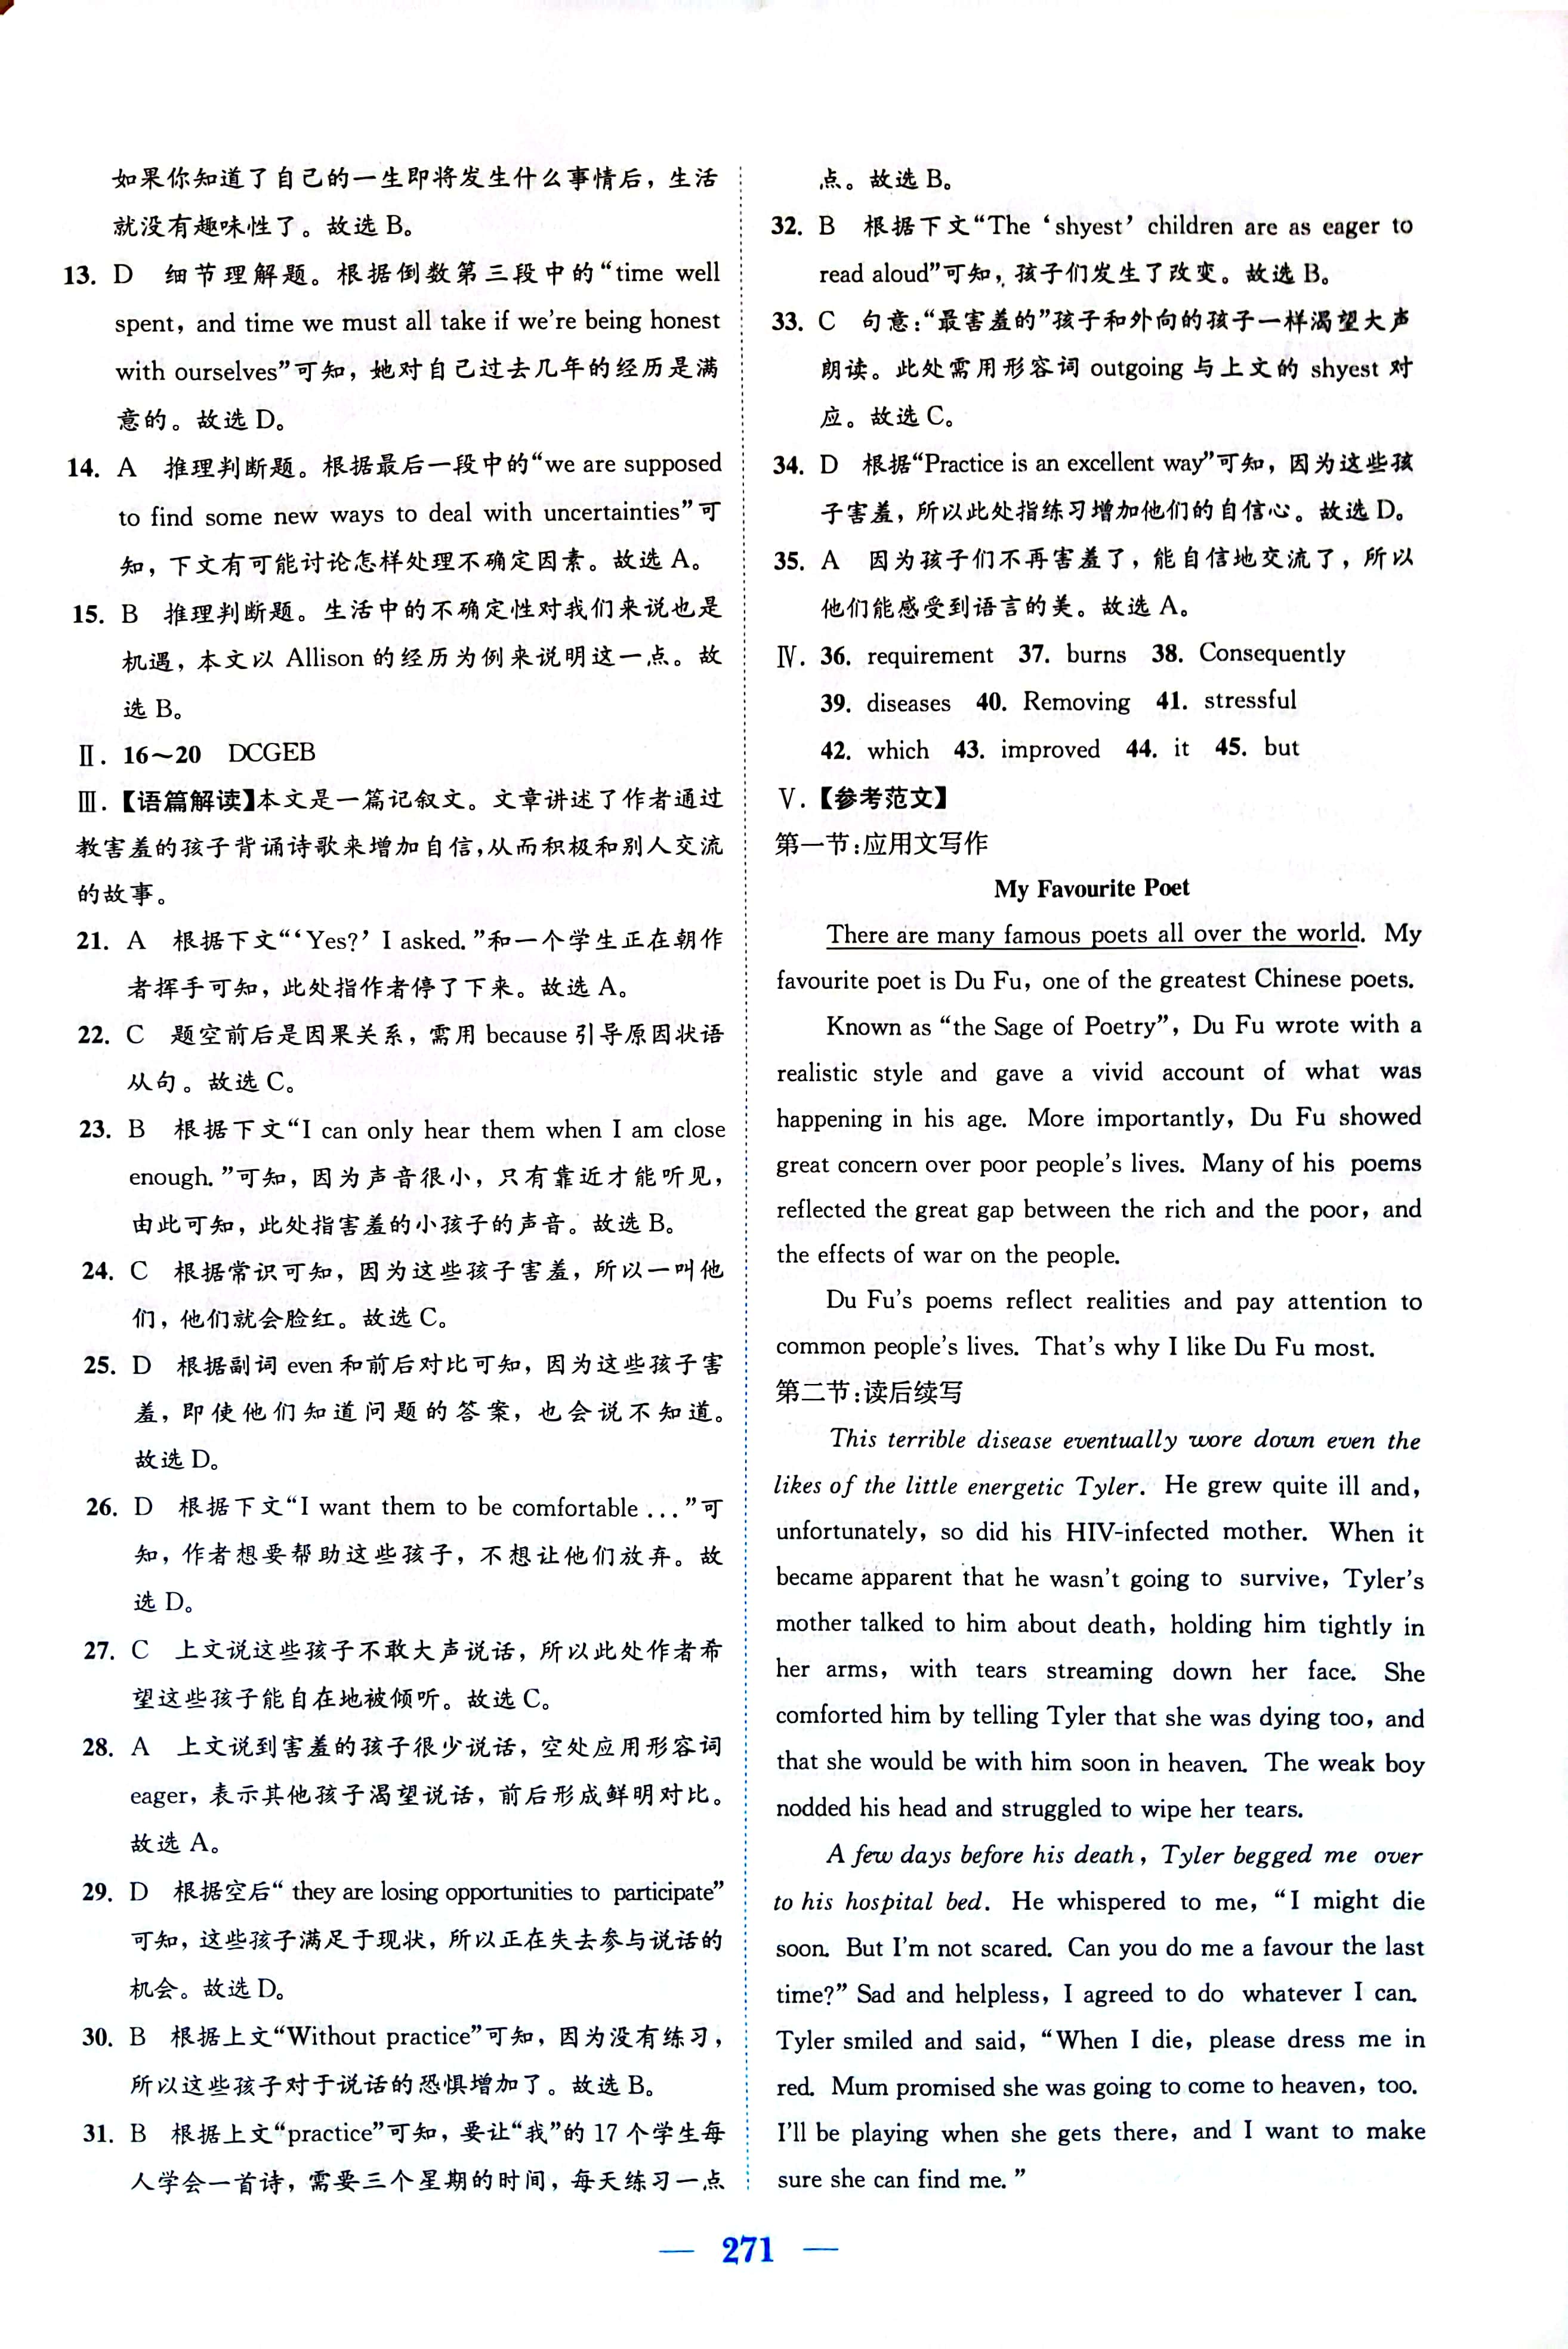 如果你知道了自己的一生即将发生什么事情后，生活
就没有趣味性了。故选 B。
13. D 细节理解题。根据倒数第三段中的“time well
spent, and time we must all take if we're being honest
with ourselves”可知，她对自己过去几年的经历是满
意的。故选 D。
14. A 推理判断题。根据最后一段中的“we are supposed
to find some new ways to deal with uncertainties”可
知，下文有可能讨论怎样处理不确定因素。故选 A。
15. B 推理判断题。生活中的不确定性对我们来说也是
机遇，本文以 Allison 的经历为例来说明这一点。故
选 B。
Ⅱ. 16～20 DCGEB
Ⅲ.【语篇解读】本文是一篇记叙文。文章讲述了作者通过
教害羞的孩子背诵诗歌来增加自信，从而积极和别人交流
的故事。
21. A 根据下文“‘Yes?’ I asked.”和一个学生正在朝作
者挥手可知，此处指作者停了下来。故选 A。
22. C 题空前后是因果关系，需用 because 引导原因状语
从句。故选 C。
23. B 根据下文“I can only hear them when I am close
enough.”可知，因为声音很小，只有靠近才能听见，
由此可知，此处指害羞的小孩子的声音。故选 B。
24. C 根据常识可知，因为这些孩子害羞，所以一叫他
们，他们就会脸红。故选 C。
25. D 根据副词 even 和前后对比可知，因为这些孩子害
羞，即使他们知道问题的答案，也会说不知道。
故选 D。
26. D 根据下文“I want them to be comfortable ...”可
知，作者想要帮助这些孩子，不想让他们放弃。故
选 D。
27. C 上文说这些孩子不敢大声说话，所以此处作者希
望这些孩子能自在地被倾听。故选 C。
28. A 上文说到害羞的孩子很少说话，空处应用形容词
eager，表示其他孩子渴望说话，前后形成鲜明对比。
故选 A。
29. D 根据空后“they are losing opportunities to participate”
可知，这些孩子满足于现状，所以正在失去参与说话的
机会。故选 D。
30. B 根据上文“Without practice”可知，因为没有练习，
所以这些孩子对于说话的恐惧增加了。故选 B。
31. B 根据上文“practice”可知，要让“我”的 17 个学生每
人学会一首诗，需要三个星期的时间，每天练习一点
点。故选 B。
32. B 根据下文“The ‘shyest’ children are as eager to
read aloud”可知，孩子们发生了改变。故选 B。
33. C 句意：“最害羞的”孩子和外向的孩子一样渴望大声
朗读。此处需用形容词 outgoing 与上文的 shyest 对
应。故选 C。
34. D 根据“Practice is an excellent way”可知，因为这些孩
子害羞，所以此处指练习增加他们的自信心。故选 D。
35. A 因为孩子们不再害羞了，能自信地交流了，所以
他们能感受到语言的美。故选 A。
Ⅳ. 36. requirement 37. burns 38. Consequently
39. diseases 40. Removing 41. stressful
42. which 43. improved 44. it 45. but
Ⅴ.【参考范文】
第一节：应用文写作
My Favourite Poet
There are many famous poets all over the world. My
favourite poet is Du Fu, one of the greatest Chinese poets.
Known as “the Sage of Poetry”, Du Fu wrote with a
realistic style and gave a vivid account of what was
happening in his age. More importantly, Du Fu showed
great concern over poor people's lives. Many of his poems
reflected the great gap between the rich and the poor, and
the effects of war on the people.
Du Fu's poems reflect realities and pay attention to
common people's lives. That's why I like Du Fu most.
第二节：读后续写
This terrible disease eventually wore down even the
likes of the little energetic Tyler. He grew quite ill and,
unfortunately, so did his HIV-infected mother. When it
became apparent that he wasn't going to survive, Tyler's
mother talked to him about death, holding him tightly in
her arms, with tears streaming down her face. She
comforted him by telling Tyler that she was dying too, and
that she would be with him soon in heaven. The weak boy
nodded his head and struggled to wipe her tears.
A few days before his death, Tyler begged me over
to his hospital bed. He whispered to me, “I might die
soon. But I'm not scared. Can you do me a favour the last
time?” Sad and helpless, I agreed to do whatever I can.
Tyler smiled and said, “When I die, please dress me in
red. Mum promised she was going to come to heaven, too.
I'll be playing when she gets there, and I want to make
sure she can find me.”
— 271 —